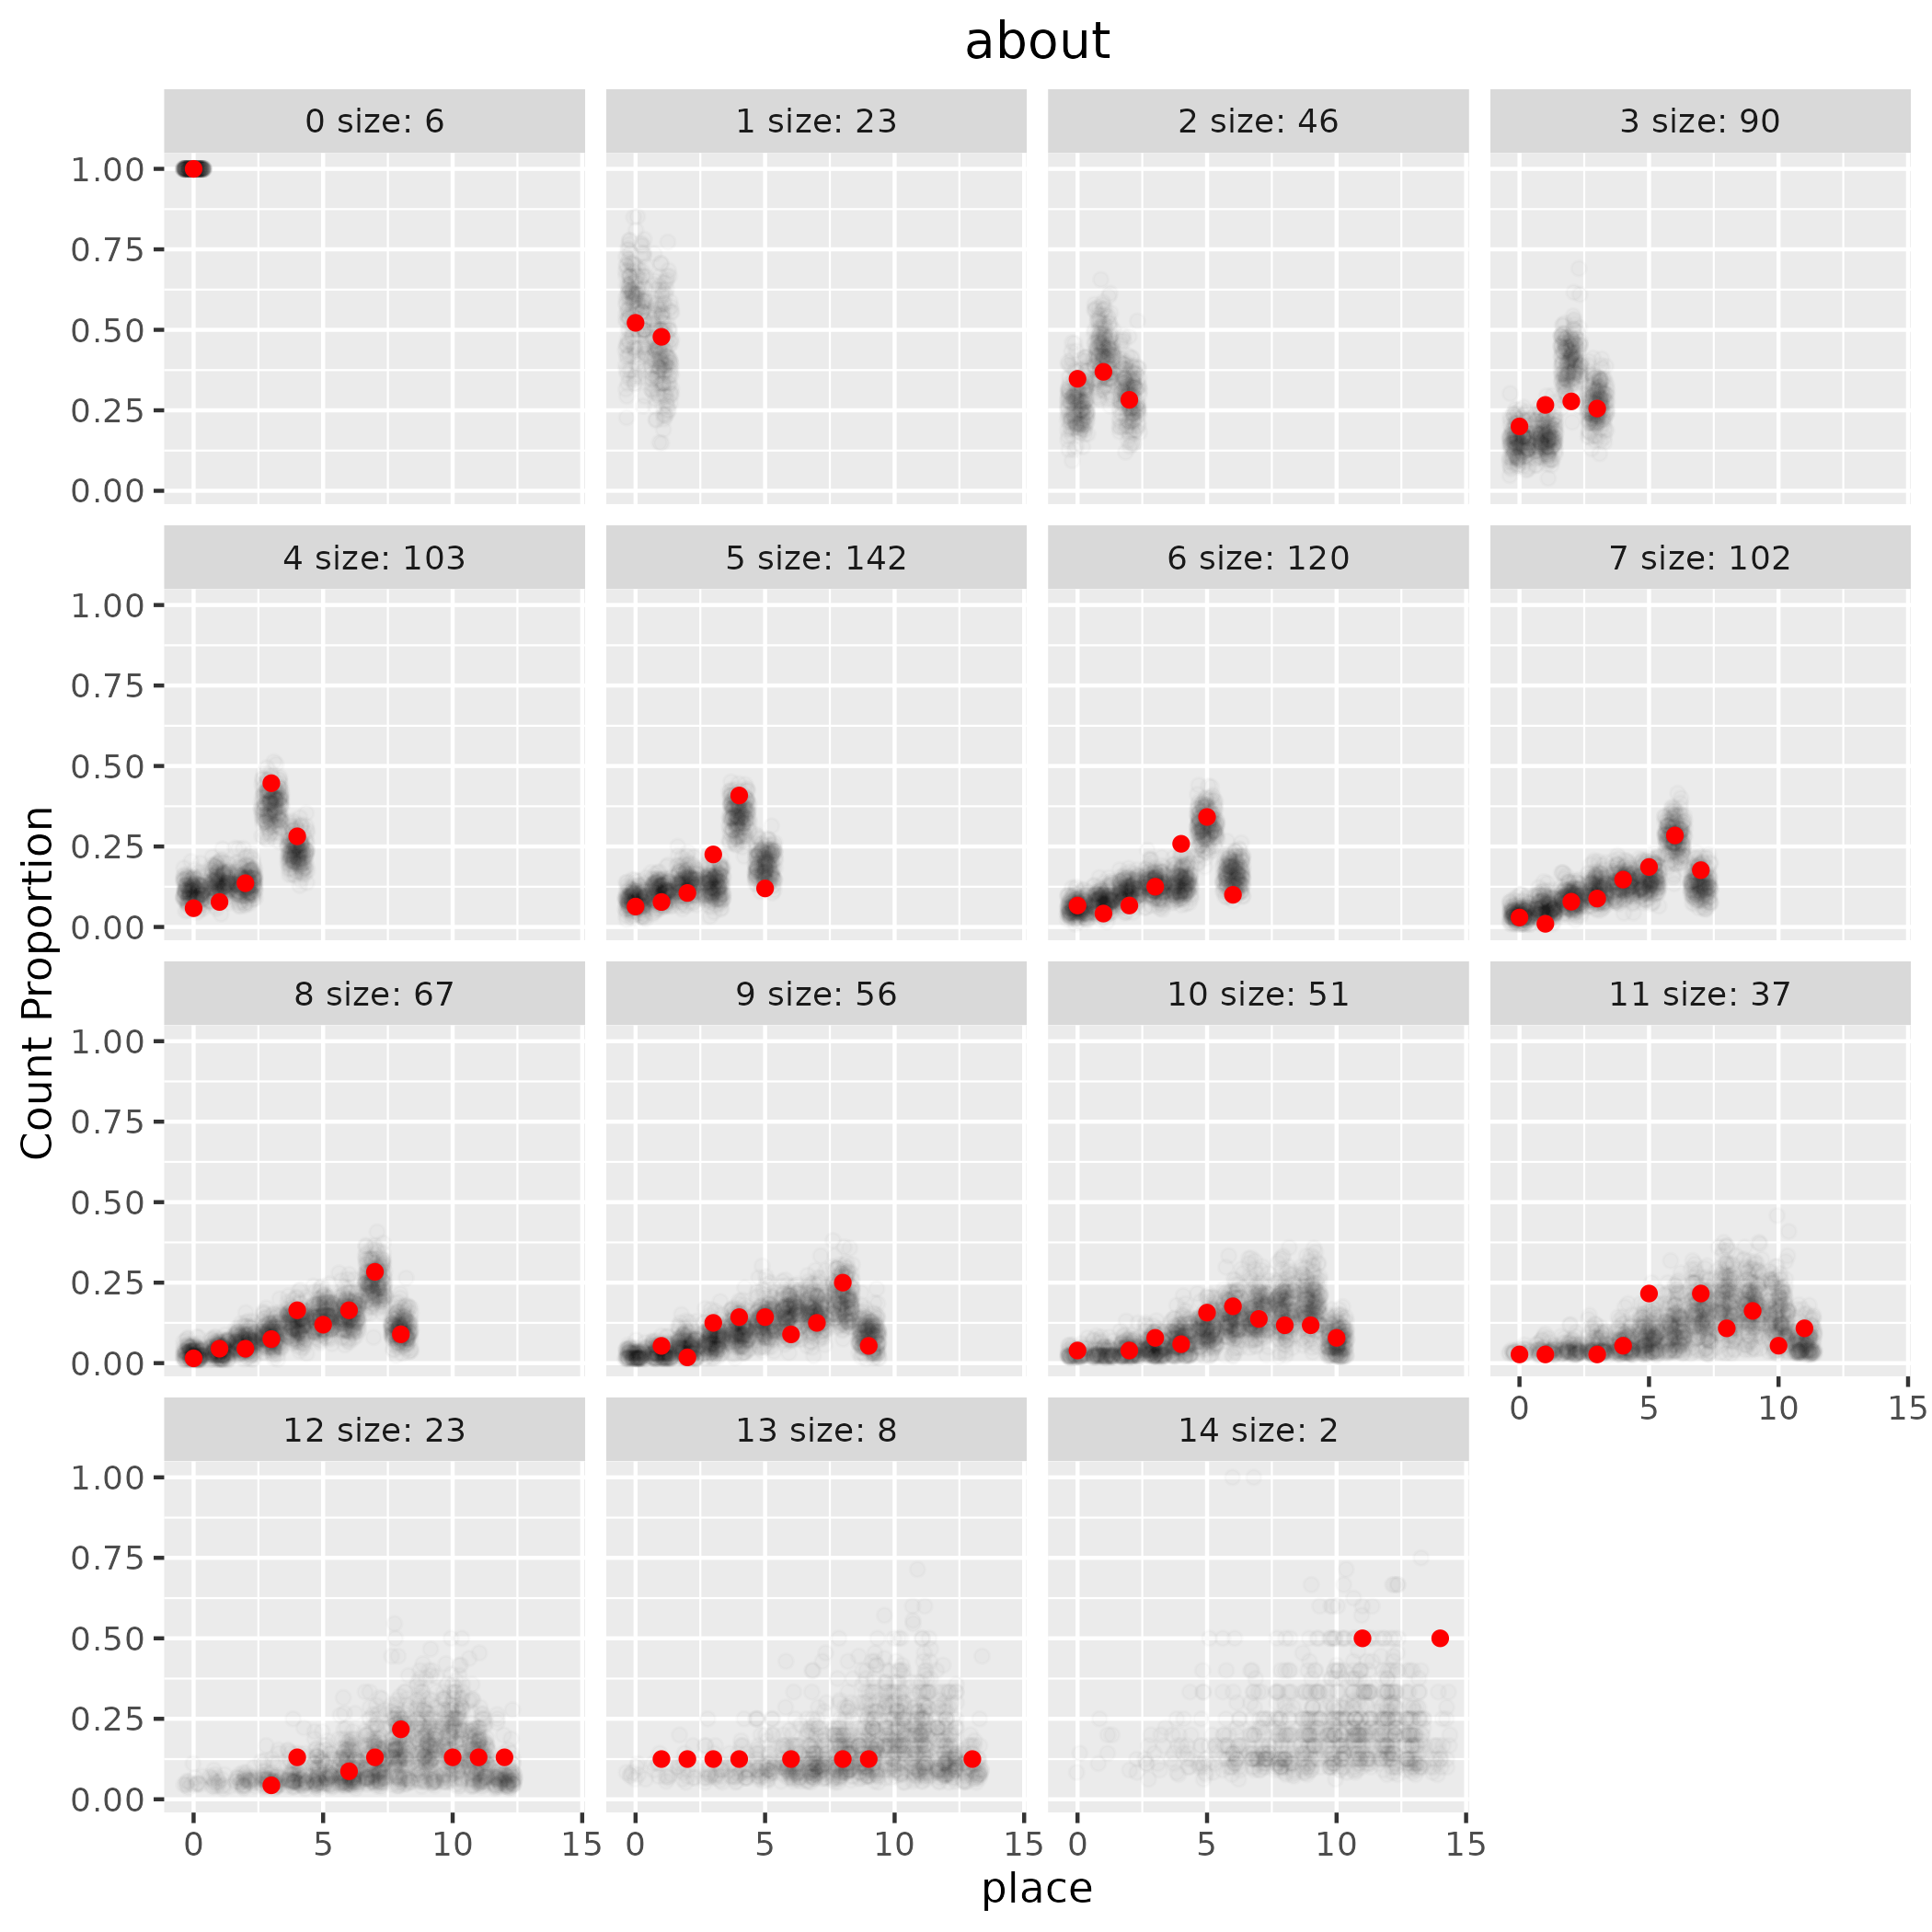 about
0 size: 6
1 size: 23
2 size: 46
3 size: 90
1.00
0.75
0.50
0.25
0.00
4 size: 103
5 size: 142
6 size: 120
7 size: 102
1.00
0.75
0.50
0.25
0.00
Count Proportion
8 size: 67
9 size: 56
10 size: 51
11 size: 37
1.00
0.75
0.50
0.25
0.00
0 5 10 15
12 size: 23
13 size: 8
14 size: 2
1.00
0.75
0.50
0.25
0.00
0 5 10 15
0 5 10 15
0 5 10 15
place